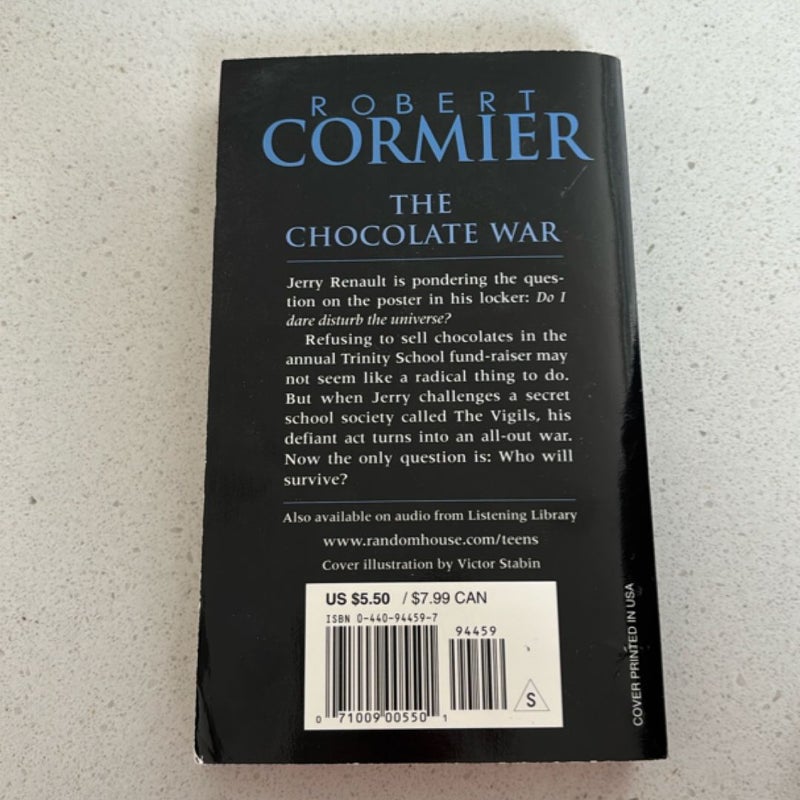 ROBERT
CORMIER
THE
CHOCOLATE WAR
Jerry Renault is pondering the ques-
tion on the poster in his locker: Do I
dare disturb the universe?
Refusing to sell chocolates in the
annual Trinity School fund-raiser may
not seem like a radical thing to do.
But when Jerry challenges a secret
school society called The Vigils, his
defiant act turns into an all-out war.
Now the only question is: Who will
survive?
Also available on audio from Listening Library
www.randomhouse.com/teens
Cover illustration by Victor Stabin
US $5.50 / $7.99 CAN
ISBN 0-440-94459-7
94459
0 71009 00550 1
S
COVER PRINTED IN USA